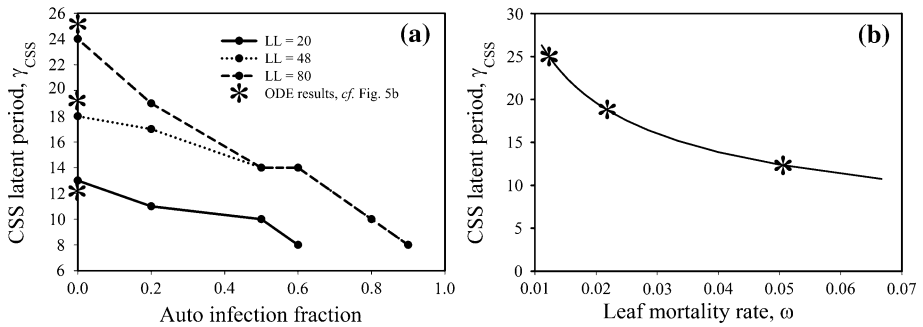 26
24
22
20
18
16
14
12
10
8
6
CSS latent period, γCSS
(a)
LL = 20
LL = 48
LL = 80
ODE results, cf. Fig. 5b
0.0 0.2 0.4 0.6 0.8 1.0
Auto infection fraction
30
25
20
15
10
5
0
CSS latent period, γCSS
(b)
0.01 0.02 0.03 0.04 0.05 0.06 0.07
Leaf mortality rate, ω